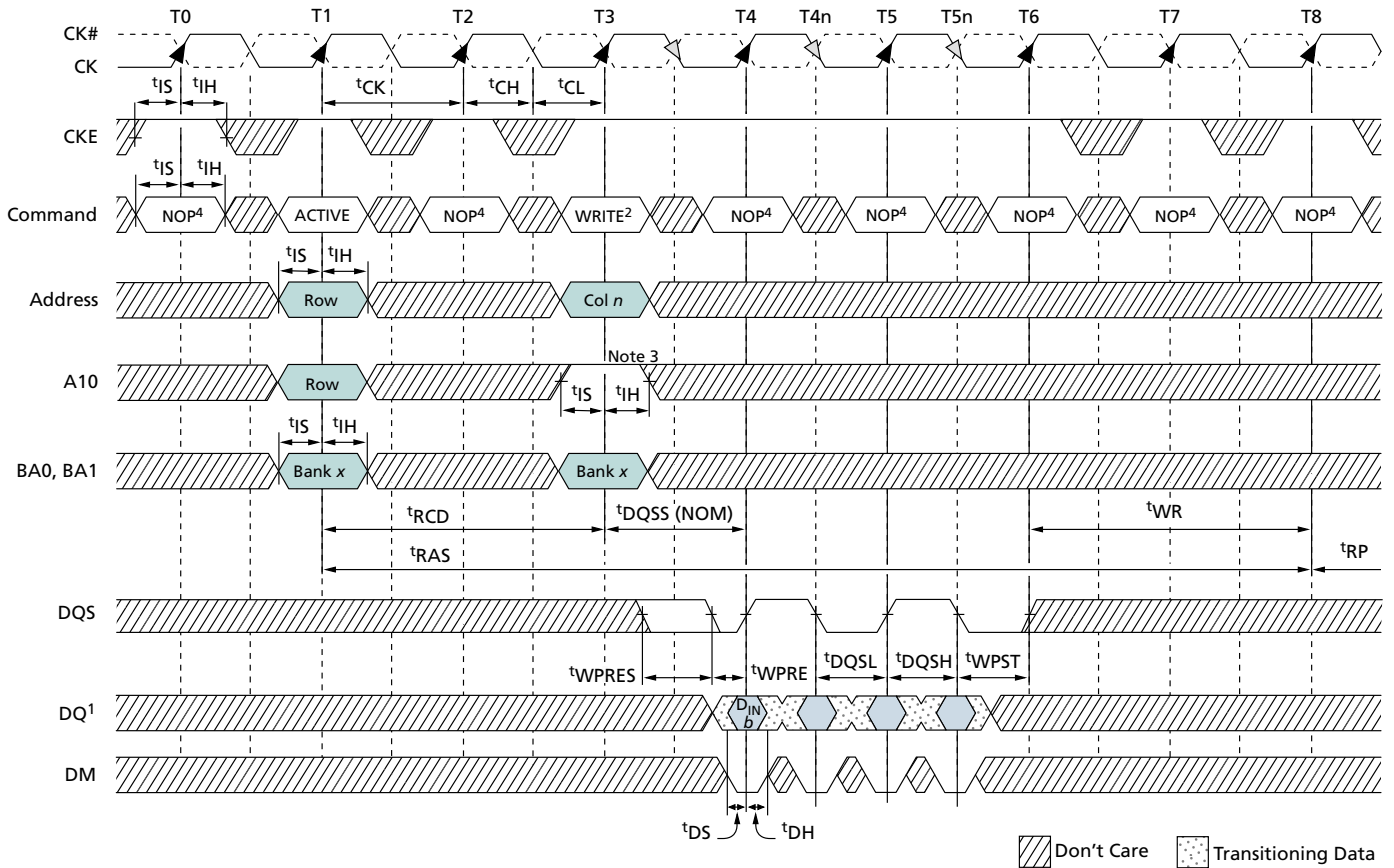 T0 T1 T2 T3 T4 T4n T5 T5n T6 T7 T8
CK#
CK
tIS tIH tCK tCH tCL
CKE
tIS tIH
Command NOP4 ACTIVE NOP4 WRITE2 NOP4 NOP4 NOP4 NOP4 NOP4
tIS tIH
Address Row Col n
Note 3
A10 Row
tIS tIH
tIS tIH
BA0, BA1 Bank x Bank x
tRCD tDQSS (NOM) tWR
tRAS tRP
DQS
tWPRES tWPRE tDQSL tDQSH tWPST
DQ1 DIN
b
DM
tDS tDH
Don't Care Transitioning Data